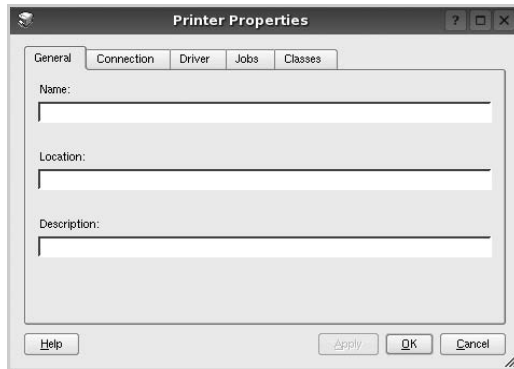 Printer Properties
General Connection Driver Jobs Classes
Name:
Location:
Description:
Help Apply OK Cancel